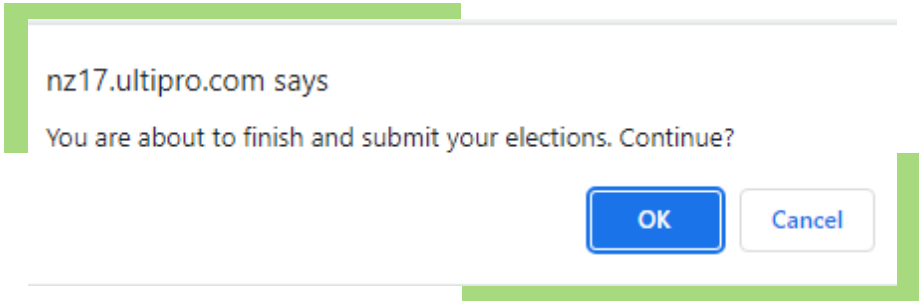 nz17.ultipro.com says
You are about to finish and submit your elections. Continue?
OK
Cancel